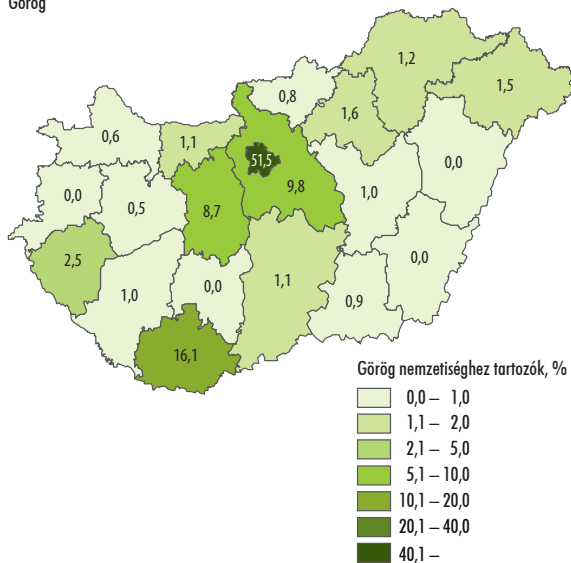 Görög
1,2
1,5
0,8
1,6
0,6
1,1
51,5
9,8
0,0
0,0
0,5
8,7
1,0
2,5
0,0
1,0
0,0
1,1
0,9
16,1
Görög nemzetiséghez tartozók, %
0,0 – 1,0
1,1 – 2,0
2,1 – 5,0
5,1 – 10,0
10,1 – 20,0
20,1 – 40,0
40,1 –